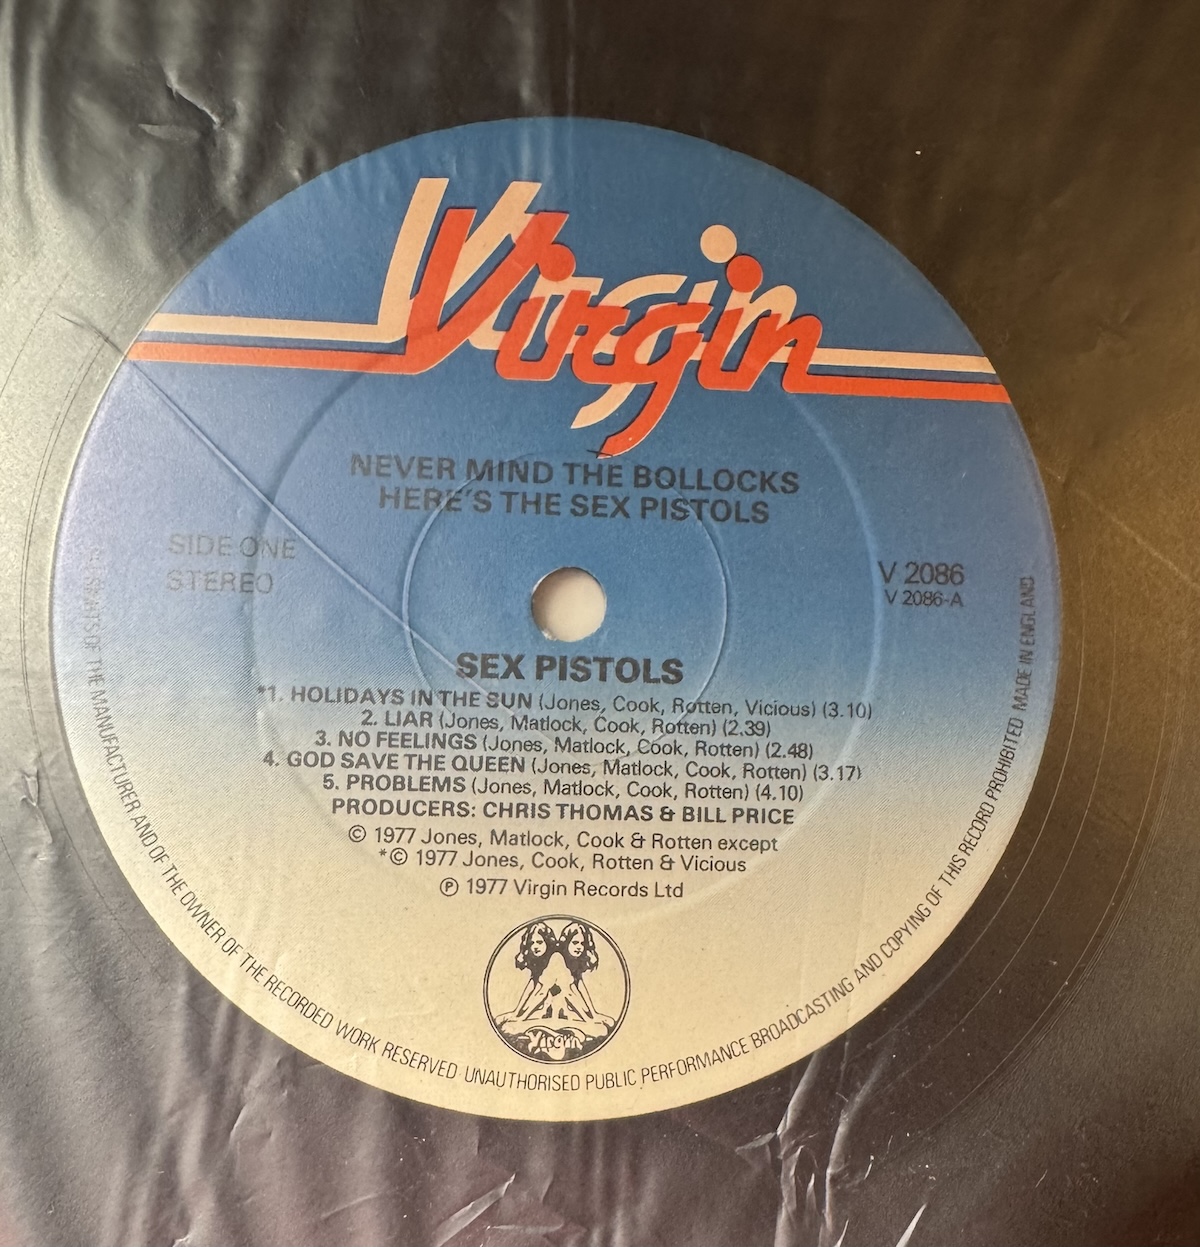 Virgin
NEVER MIND THE BOLLOCKS
HERE'S THE SEX PISTOLS
SIDE ONE
STEREO
V 2086
V 2086-A
SEX PISTOLS
*1. HOLIDAYS IN THE SUN (Jones, Cook, Rotten, Vicious) (3.10)
2. LIAR (Jones, Matlock, Cook, Rotten) (2.39)
3. NO FEELINGS (Jones, Matlock, Cook, Rotten) (2.48)
4. GOD SAVE THE QUEEN (Jones, Matlock, Cook, Rotten) (3.17)
5. PROBLEMS (Jones, Matlock, Cook, Rotten) (4.10)
PRODUCERS: CHRIS THOMAS & BILL PRICE
© 1977 Jones, Matlock, Cook & Rotten except
*© 1977 Jones, Cook, Rotten & Vicious
℗ 1977 Virgin Records Ltd
Virgin
OF THE MANUFACTURER AND OF THE OWNER OF THE RECORDED WORK RESERVED UNAUTHORISED PUBLIC PERFORMANCE BROADCASTING AND COPYING OF THIS RECORD PROHIBITED MADE IN ENGLAND